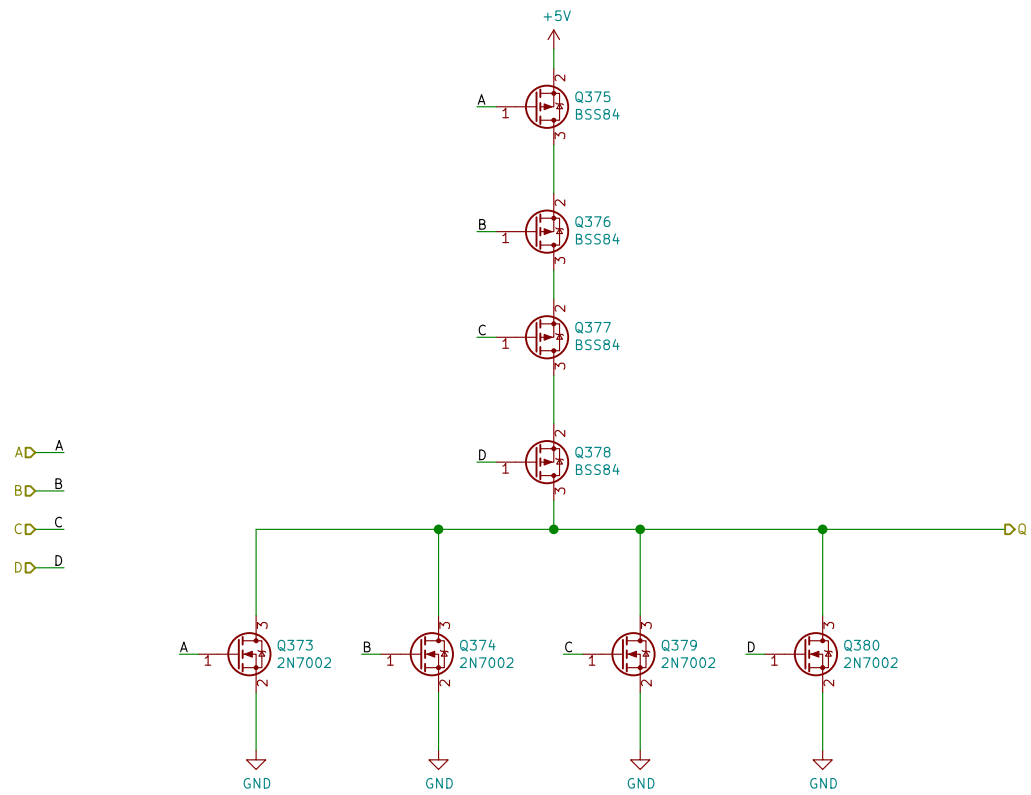 +5V
2
A
1
Q375
BSS84
3
2
B
1
Q376
BSS84
3
2
C
1
Q377
BSS84
3
2
D
1
Q378
BSS84
3
A A
B B
C C
D D
Q
A
1
3
Q373
2N7002
2
GND
B
1
3
Q374
2N7002
2
GND
C
1
3
Q379
2N7002
2
GND
D
1
3
Q380
2N7002
2
GND